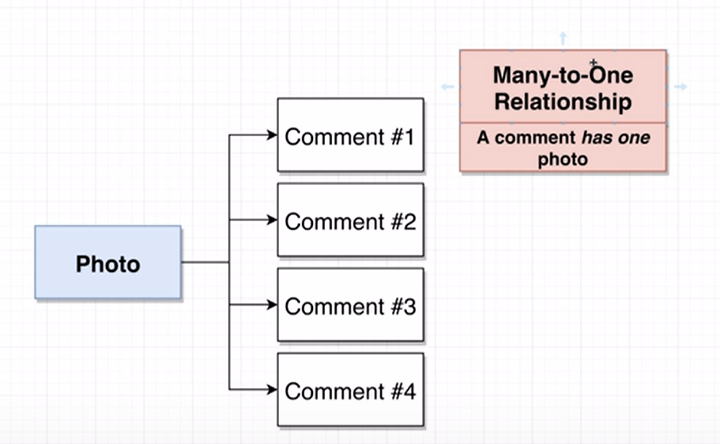 Many-to-One
Relationship
A comment has one
photo
Comment #1
Comment #2
Photo
Comment #3
Comment #4